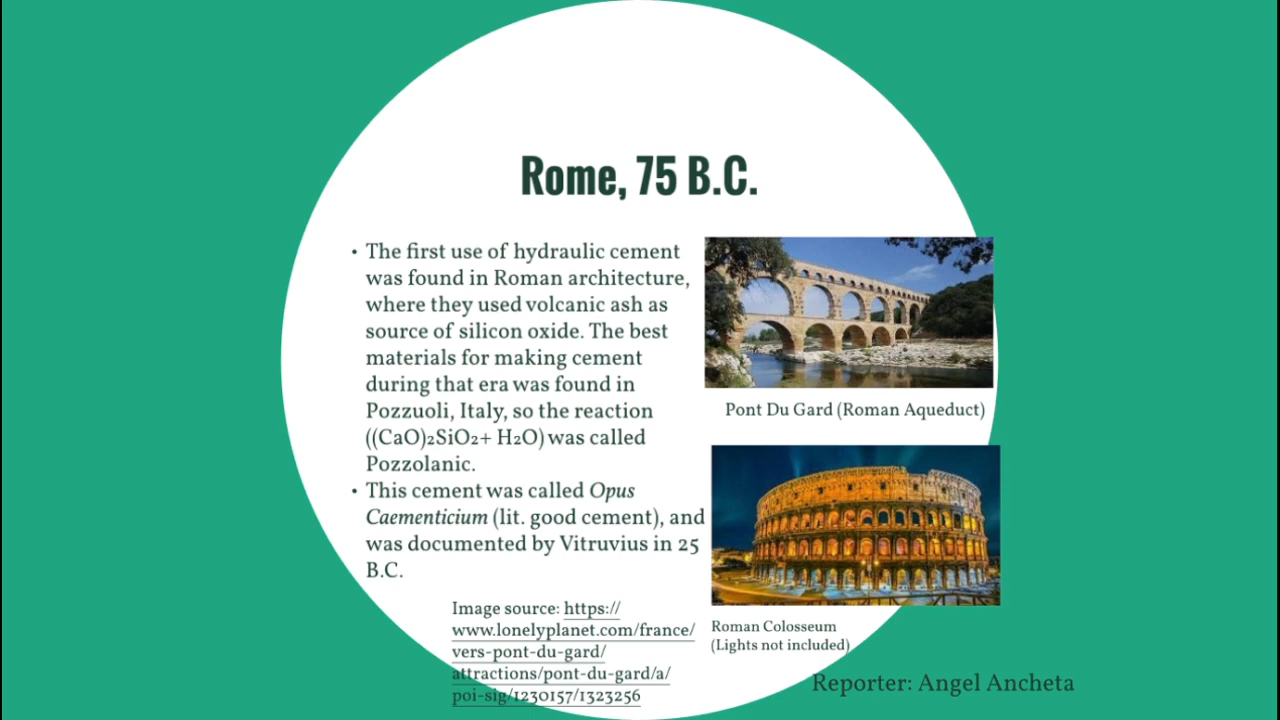 Rome, 75 B.C.
• The first use of hydraulic cement
was found in Roman architecture,
where they used volcanic ash as
source of silicon oxide. The best
materials for making cement
during that era was found in
Pozzuoli, Italy, so the reaction
((CaO)2SiO2+ H2O) was called
Pozzolanic.
• This cement was called Opus
Caementicium (lit. good cement), and
was documented by Vitruvius in 25
B.C.
Pont Du Gard (Roman Aqueduct)
Image source: https://
www.lonelyplanet.com/france/
vers-pont-du-gard/
attractions/pont-du-gard/a/
poi-sig/1230157/1323256
Roman Colosseum
(Lights not included)
Reporter: Angel Ancheta